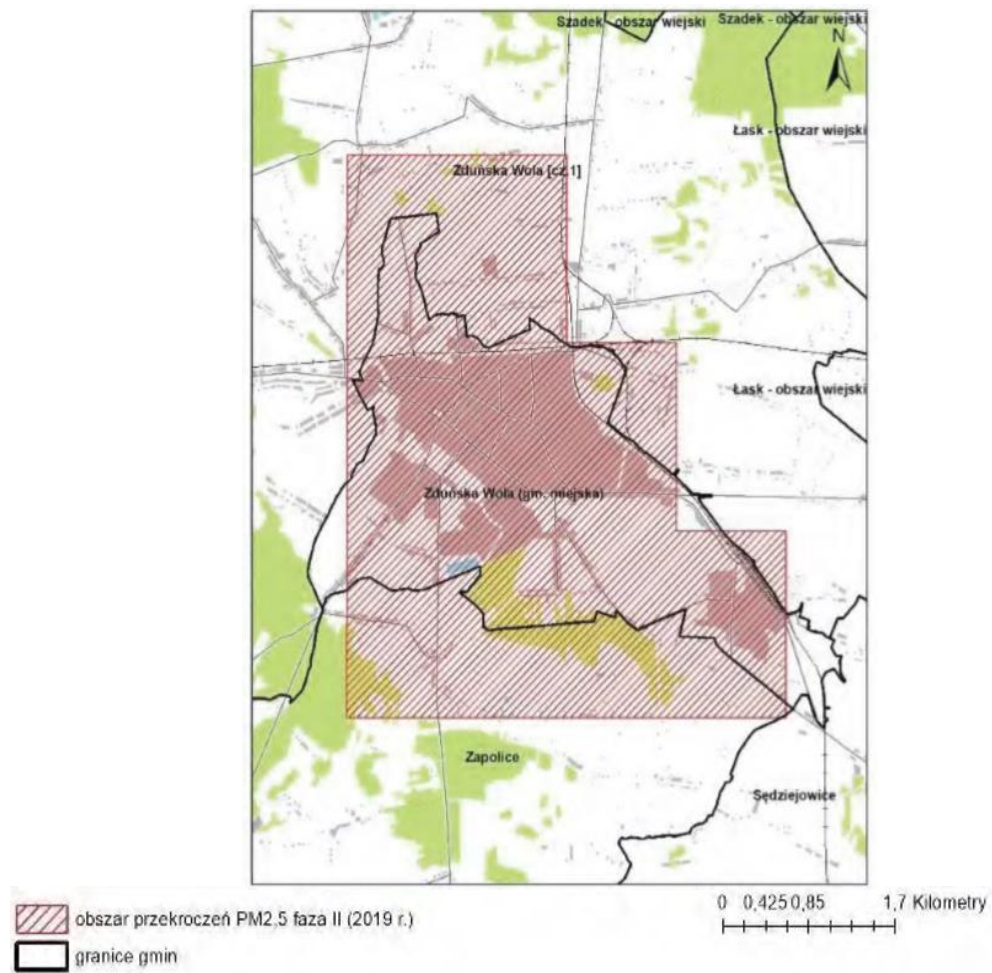 Szadek - obszar wiejski
Szadek - obszar wiejski
N
Łask - obszar wiejski
Zduńska Wola [cz.1]
Łask - obszar wiejski
Zduńska Wola (gm. miejska)
Zapolice
Sędziejowice
obszar przekroczeń PM2,5 faza II (2019 r.)
granice gmin
0 0,425 0,85 1,7 Kilometry